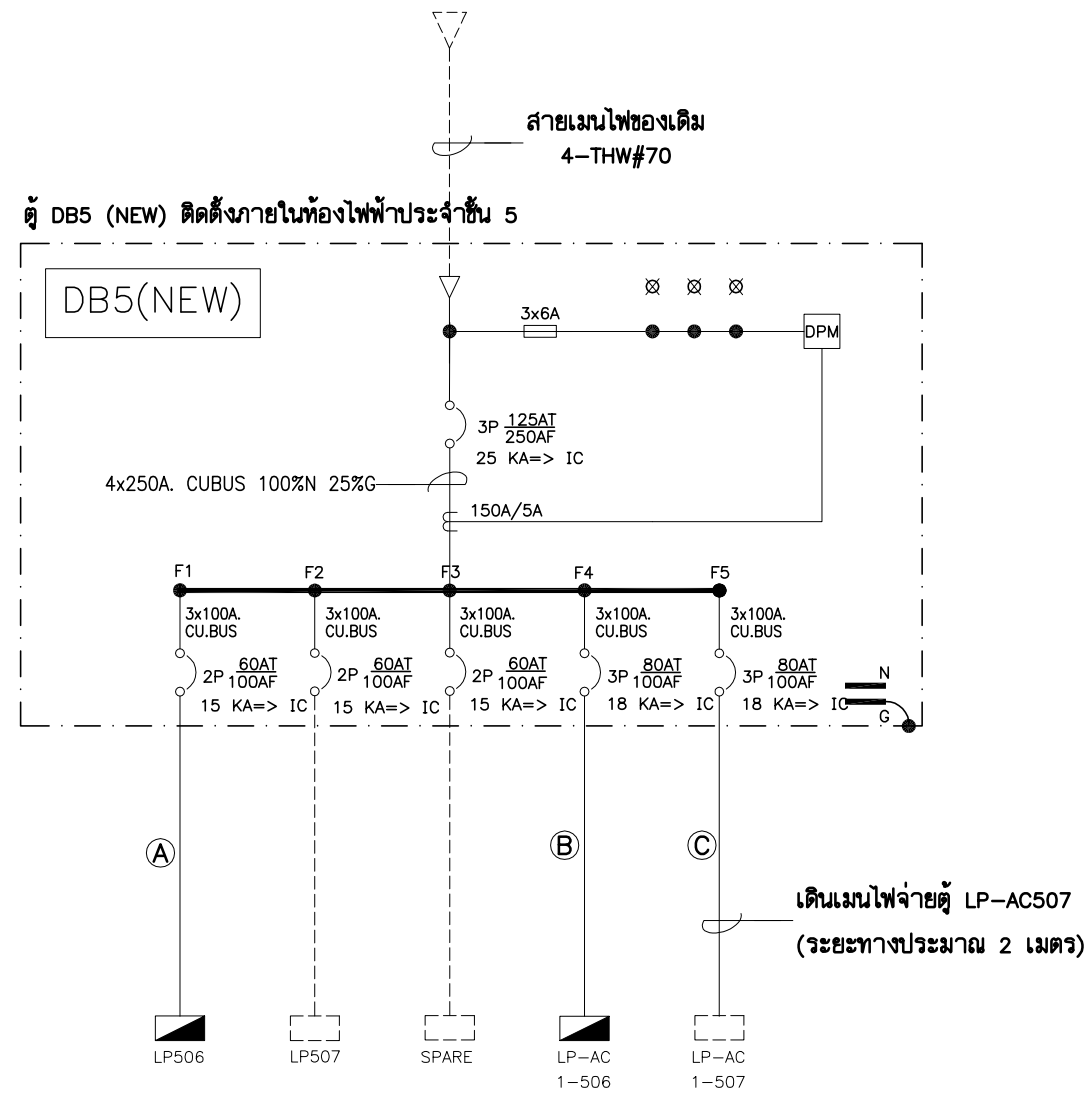 สายเมนไฟของเดิม
4-THW#70
ตู้ DB5 (NEW) ติดตั้งภายในห้องไฟฟ้าประจำชั้น 5
DB5(NEW)
3x6A
DPM
3P 125AT
250AF
25 KA=> IC
4x250A. CUBUS 100%N 25%G
150A/5A
F1 F2 F3 F4 F5
3x100A. 3x100A. 3x100A. 3x100A. 3x100A.
CU.BUS CU.BUS CU.BUS CU.BUS CU.BUS
2P 60AT 2P 60AT 2P 60AT 3P 80AT 3P 80AT
100AF 100AF 100AF 100AF 100AF
15 KA=> IC 15 KA=> IC 15 KA=> IC 18 KA=> IC 18 KA=> IC
N
G
A B C
เดินเมนไฟจ่ายตู้ LP-AC507
(ระยะทางประมาณ 2 เมตร)
LP506 LP507 SPARE LP-AC LP-AC
1-506 1-507